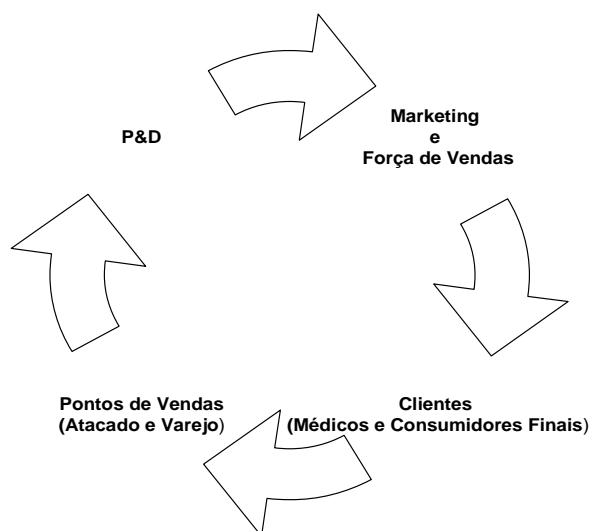 P&D
Marketing
e
Força de Vendas
Pontos de Vendas
(Atacado e Varejo)
Clientes
(Médicos e Consumidores Finais)